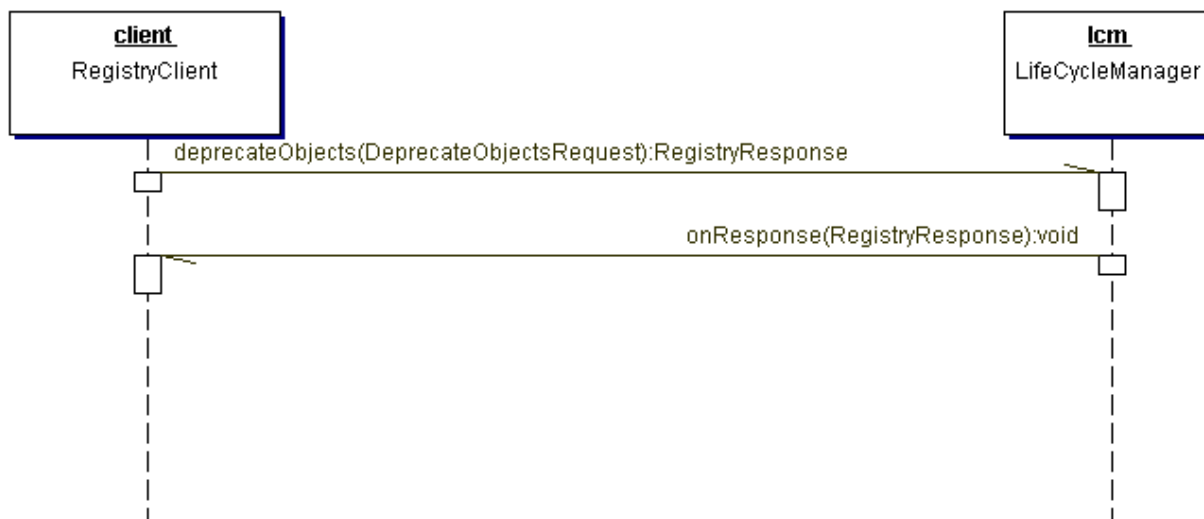 client
RegistryClient
lcm
LifeCycleManager
deprecateObjects(DeprecateObjectsRequest):RegistryResponse
onResponse(RegistryResponse):void